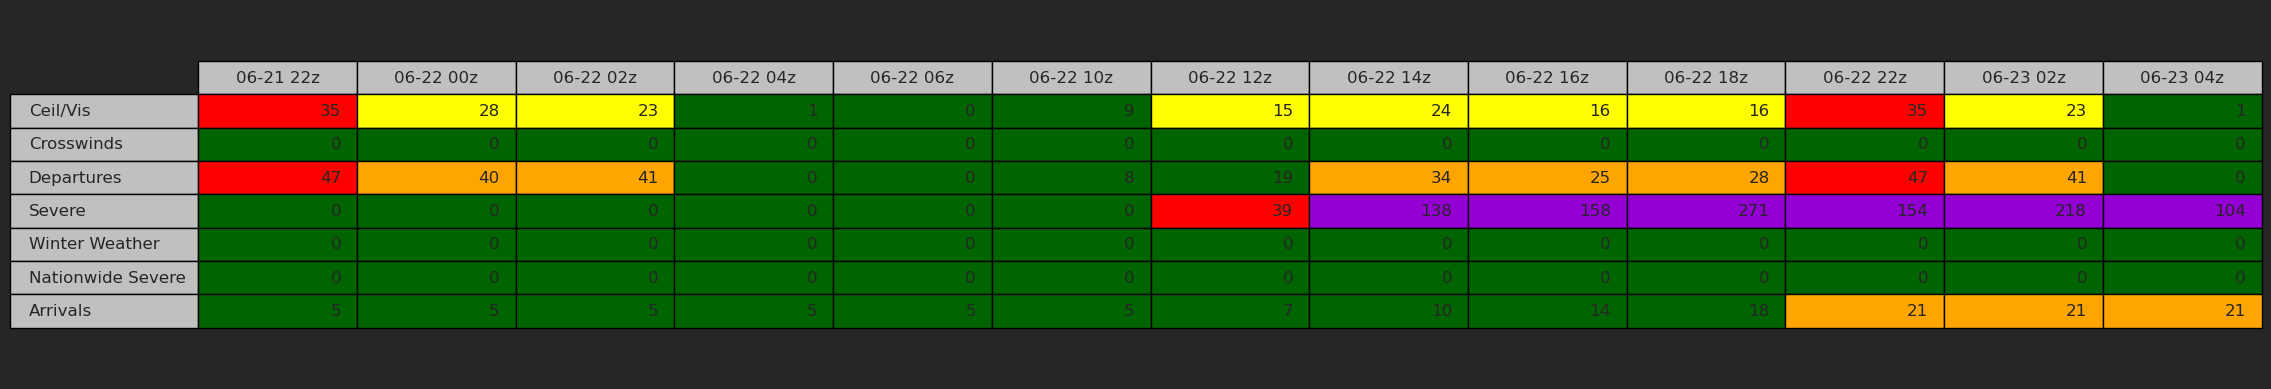 06-21 22z 06-22 00z 06-22 02z 06-22 04z 06-22 06z 06-22 10z 06-22 12z 06-22 14z 06-22 16z 06-22 18z 06-22 22z 06-23 02z 06-23 04z
Ceil/Vis 35 28 23 1 0 9 15 24 16 16 35 23 1
Crosswinds 0 0 0 0 0 0 0 0 0 0 0 0 0
Departures 47 40 41 0 0 8 19 34 25 28 47 41 0
Severe 0 0 0 0 0 0 39 138 158 271 154 218 104
Winter Weather 0 0 0 0 0 0 0 0 0 0 0 0 0
Nationwide Severe 0 0 0 0 0 0 0 0 0 0 0 0 0
Arrivals 5 5 5 5 5 5 7 10 14 18 21 21 21